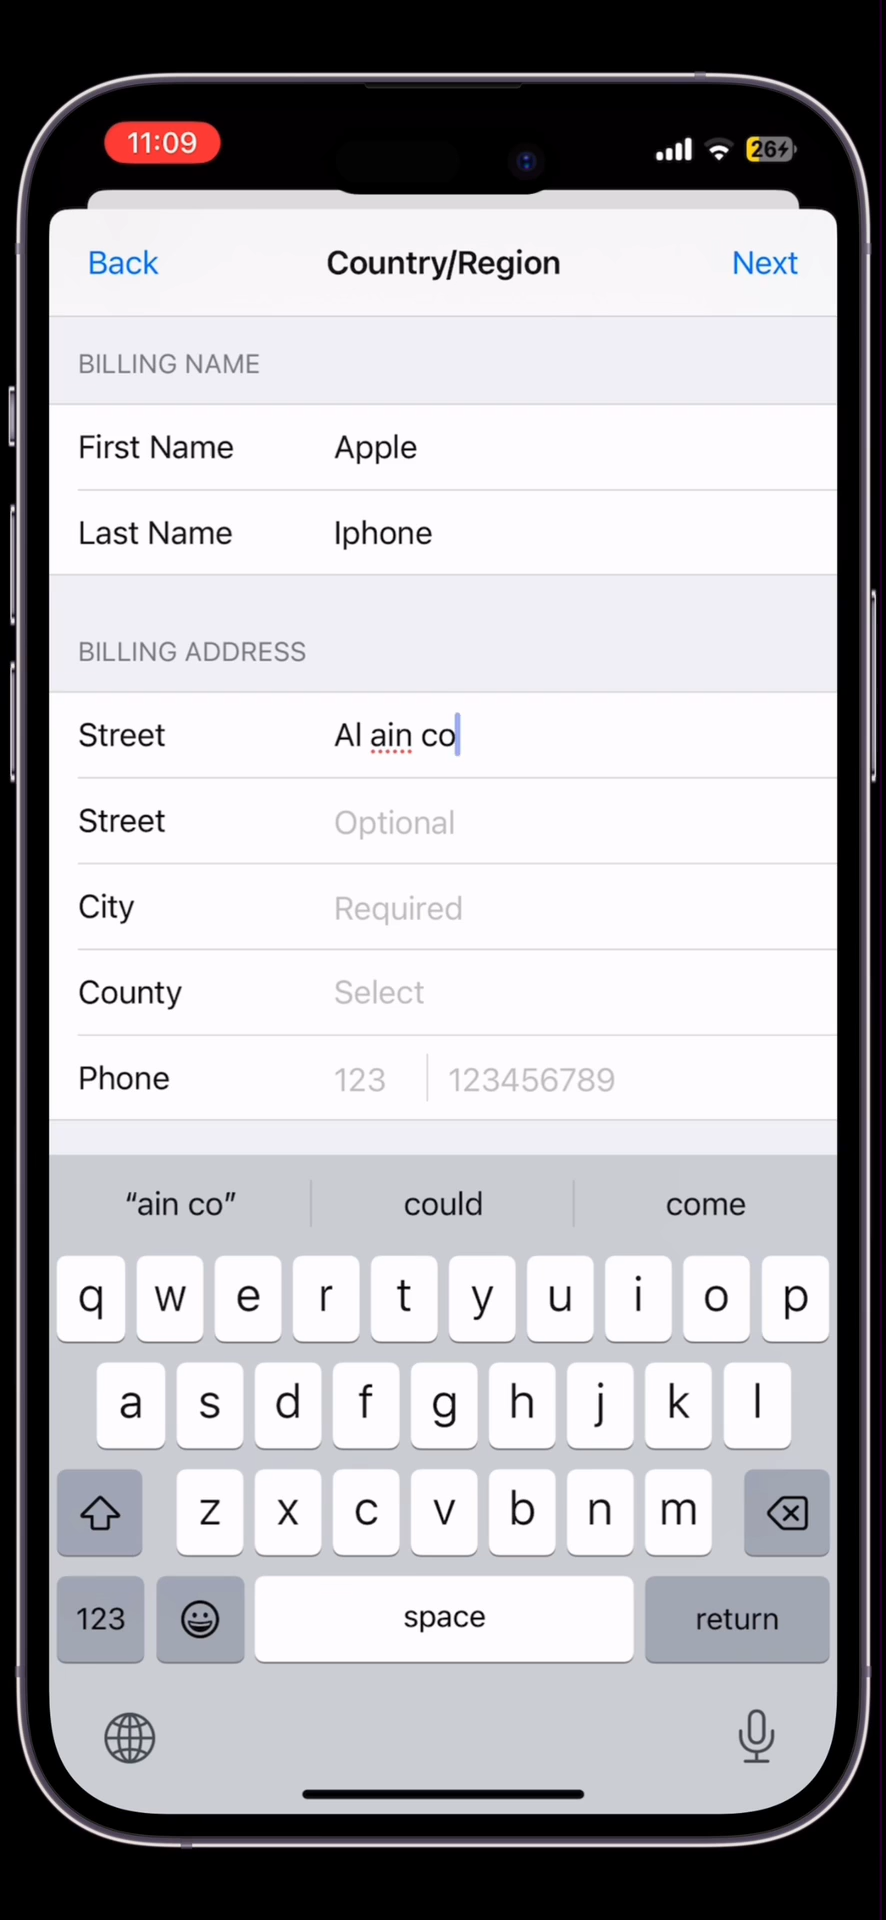 11:09
26
Back Country/Region Next
BILLING NAME
First Name Apple
Last Name Iphone
BILLING ADDRESS
Street Al ain co
Street Optional
City Required
County Select
Phone 123 123456789
“ain co” could come
q w e r t y u i o p
a s d f g h j k l
z x c v b n m
123 space return